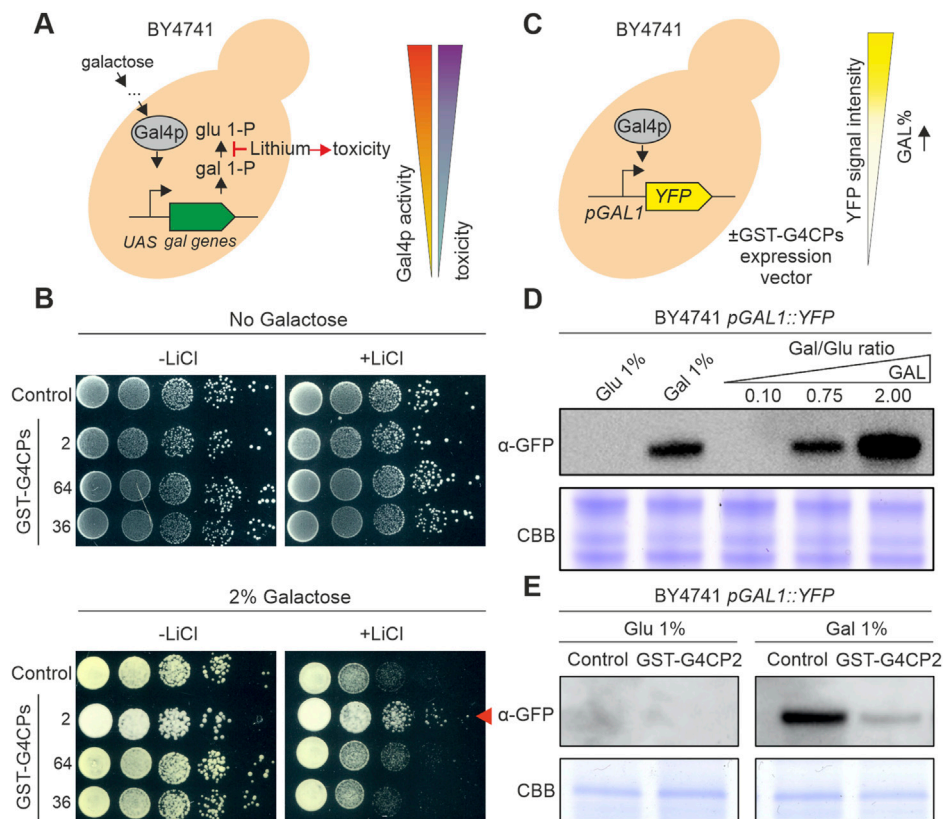 A
BY4741
galactose
...
Gal4p
glu 1-P
Lithium
toxicity
gal 1-P
UAS gal genes
Gal4p activity
toxicity
C
BY4741
Gal4p
pGAL1
YFP
±GST-G4CPs
expression
vector
YFP signal intensity
GAL%
B
No Galactose
-LiCl
+LiCl
Control
GST-G4CPs
2
64
36
2% Galactose
-LiCl
+LiCl
Control
GST-G4CPs
2
64
36
D
BY4741 pGAL1::YFP
Glu 1%
Gal 1%
Gal/Glu ratio
GAL
0.10 0.75 2.00
α-GFP
CBB
E
BY4741 pGAL1::YFP
Glu 1%
Gal 1%
Control GST-G4CP2
Control GST-G4CP2
α-GFP
CBB